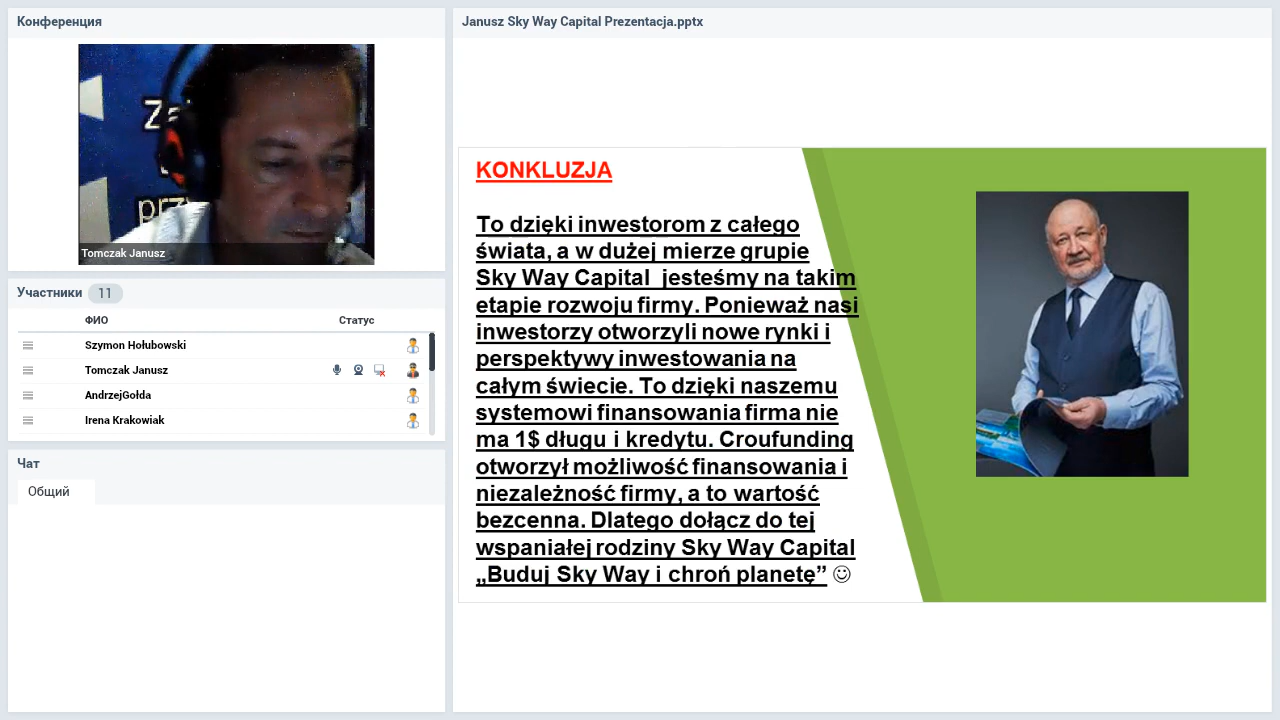 Конференция
Za
prz
Tomczak Janusz
Участники 11
ФИО Статус
Szymon Hołubowski
Tomczak Janusz
AndrzejGołda
Irena Krakowiak
Чат
Общий
Janusz Sky Way Capital Prezentacja.pptx
KONKLUZJA
To dzięki inwestorom z całego
świata, a w dużej mierze grupie
Sky Way Capital jesteśmy na takim
etapie rozwoju firmy. Ponieważ nasi
inwestorzy otworzyli nowe rynki i
perspektywy inwestowania na
całym świecie. To dzięki naszemu
systemowi finansowania firma nie
ma 1$ długu i kredytu. Croufunding
otworzył możliwość finansowania i
niezależność firmy, a to wartość
bezcenna. Dlatego dołącz do tej
wspaniałej rodziny Sky Way Capital
„Buduj Sky Way i chroń planetę” ☺